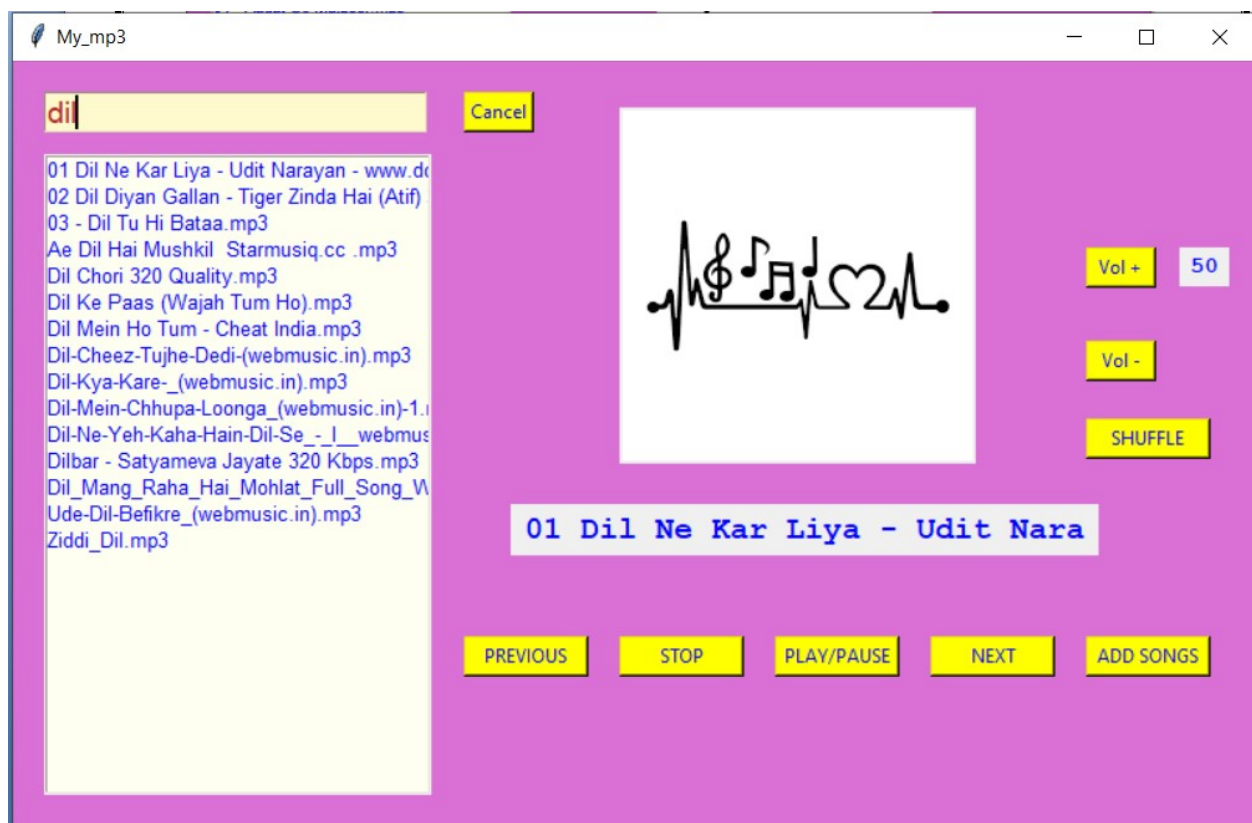 My_mp3
dil
Cancel
01 Dil Ne Kar Liya - Udit Narayan - www.do
02 Dil Diyan Gallan - Tiger Zinda Hai (Atif)
03 - Dil Tu Hi Bataa.mp3
Ae Dil Hai Mushkil  Starmusiq.cc .mp3
Dil Chori 320 Quality.mp3
Dil Ke Paas (Wajah Tum Ho).mp3
Dil Mein Ho Tum - Cheat India.mp3
Dil-Cheez-Tujhe-Dedi-(webmusic.in).mp3
Dil-Kya-Kare-_(webmusic.in).mp3
Dil-Mein-Chhupa-Loonga_(webmusic.in)-1.
Dil-Ne-Yeh-Kaha-Hain-Dil-Se_-_I__webmus
Dilbar - Satyameva Jayate 320 Kbps.mp3
Dil_Mang_Raha_Hai_Mohlat_Full_Song_W
Ude-Dil-Befikre_(webmusic.in).mp3
Ziddi_Dil.mp3
Vol +
50
Vol -
SHUFFLE
01 Dil Ne Kar Liya - Udit Nara
PREVIOUS
STOP
PLAY/PAUSE
NEXT
ADD SONGS